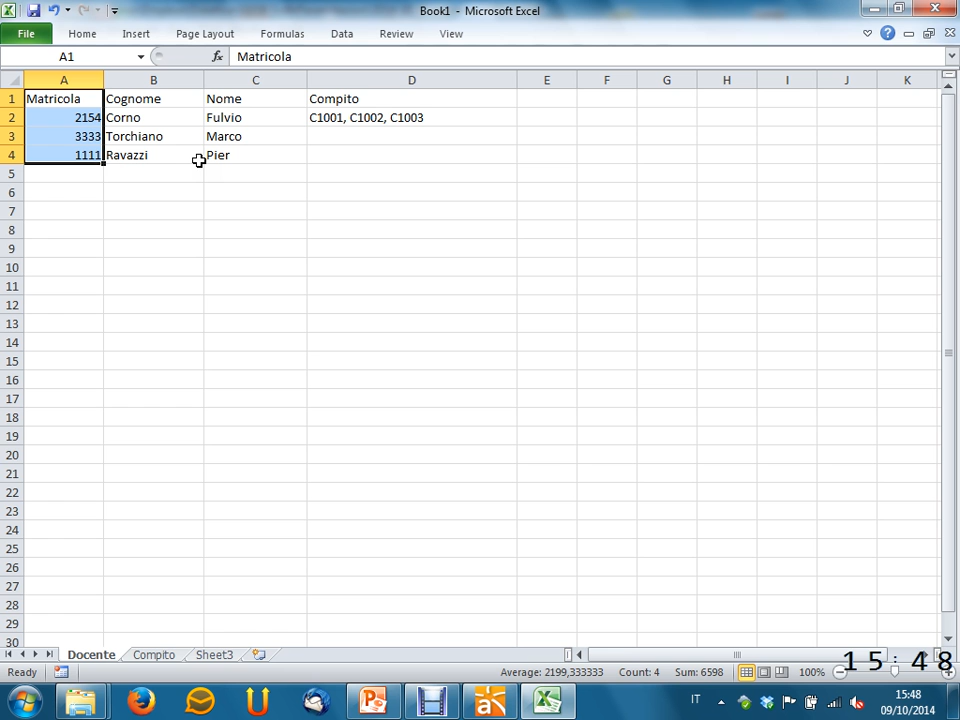 Book1 - Microsoft Excel
File Home Insert Page Layout Formulas Data Review View
A1 fx Matricola
A B C D E F G H I J K
1 Matricola Cognome Nome Compito
2 2154 Corno Fulvio C1001, C1002, C1003
3 3333 Torchiano Marco
4 1111 Ravazzi Pier
5
6
7
8
9
10
11
12
13
14
15
16
17
18
19
20
21
22
23
24
25
26
27
28
29
30
Docente Compito Sheet3
15:48
Ready Average: 2199,333333 Count: 4 Sum: 6598 100%
IT 15:48
09/10/2014